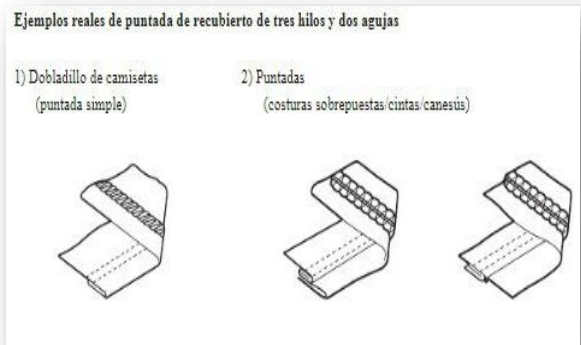 Ejemplos reales de puntada de recubierto de tres hilos y dos agujas
1) Dobladillo de camisetas
(puntada simple)
2) Puntadas
(costuras sobrepuestas/cintas/canesús)